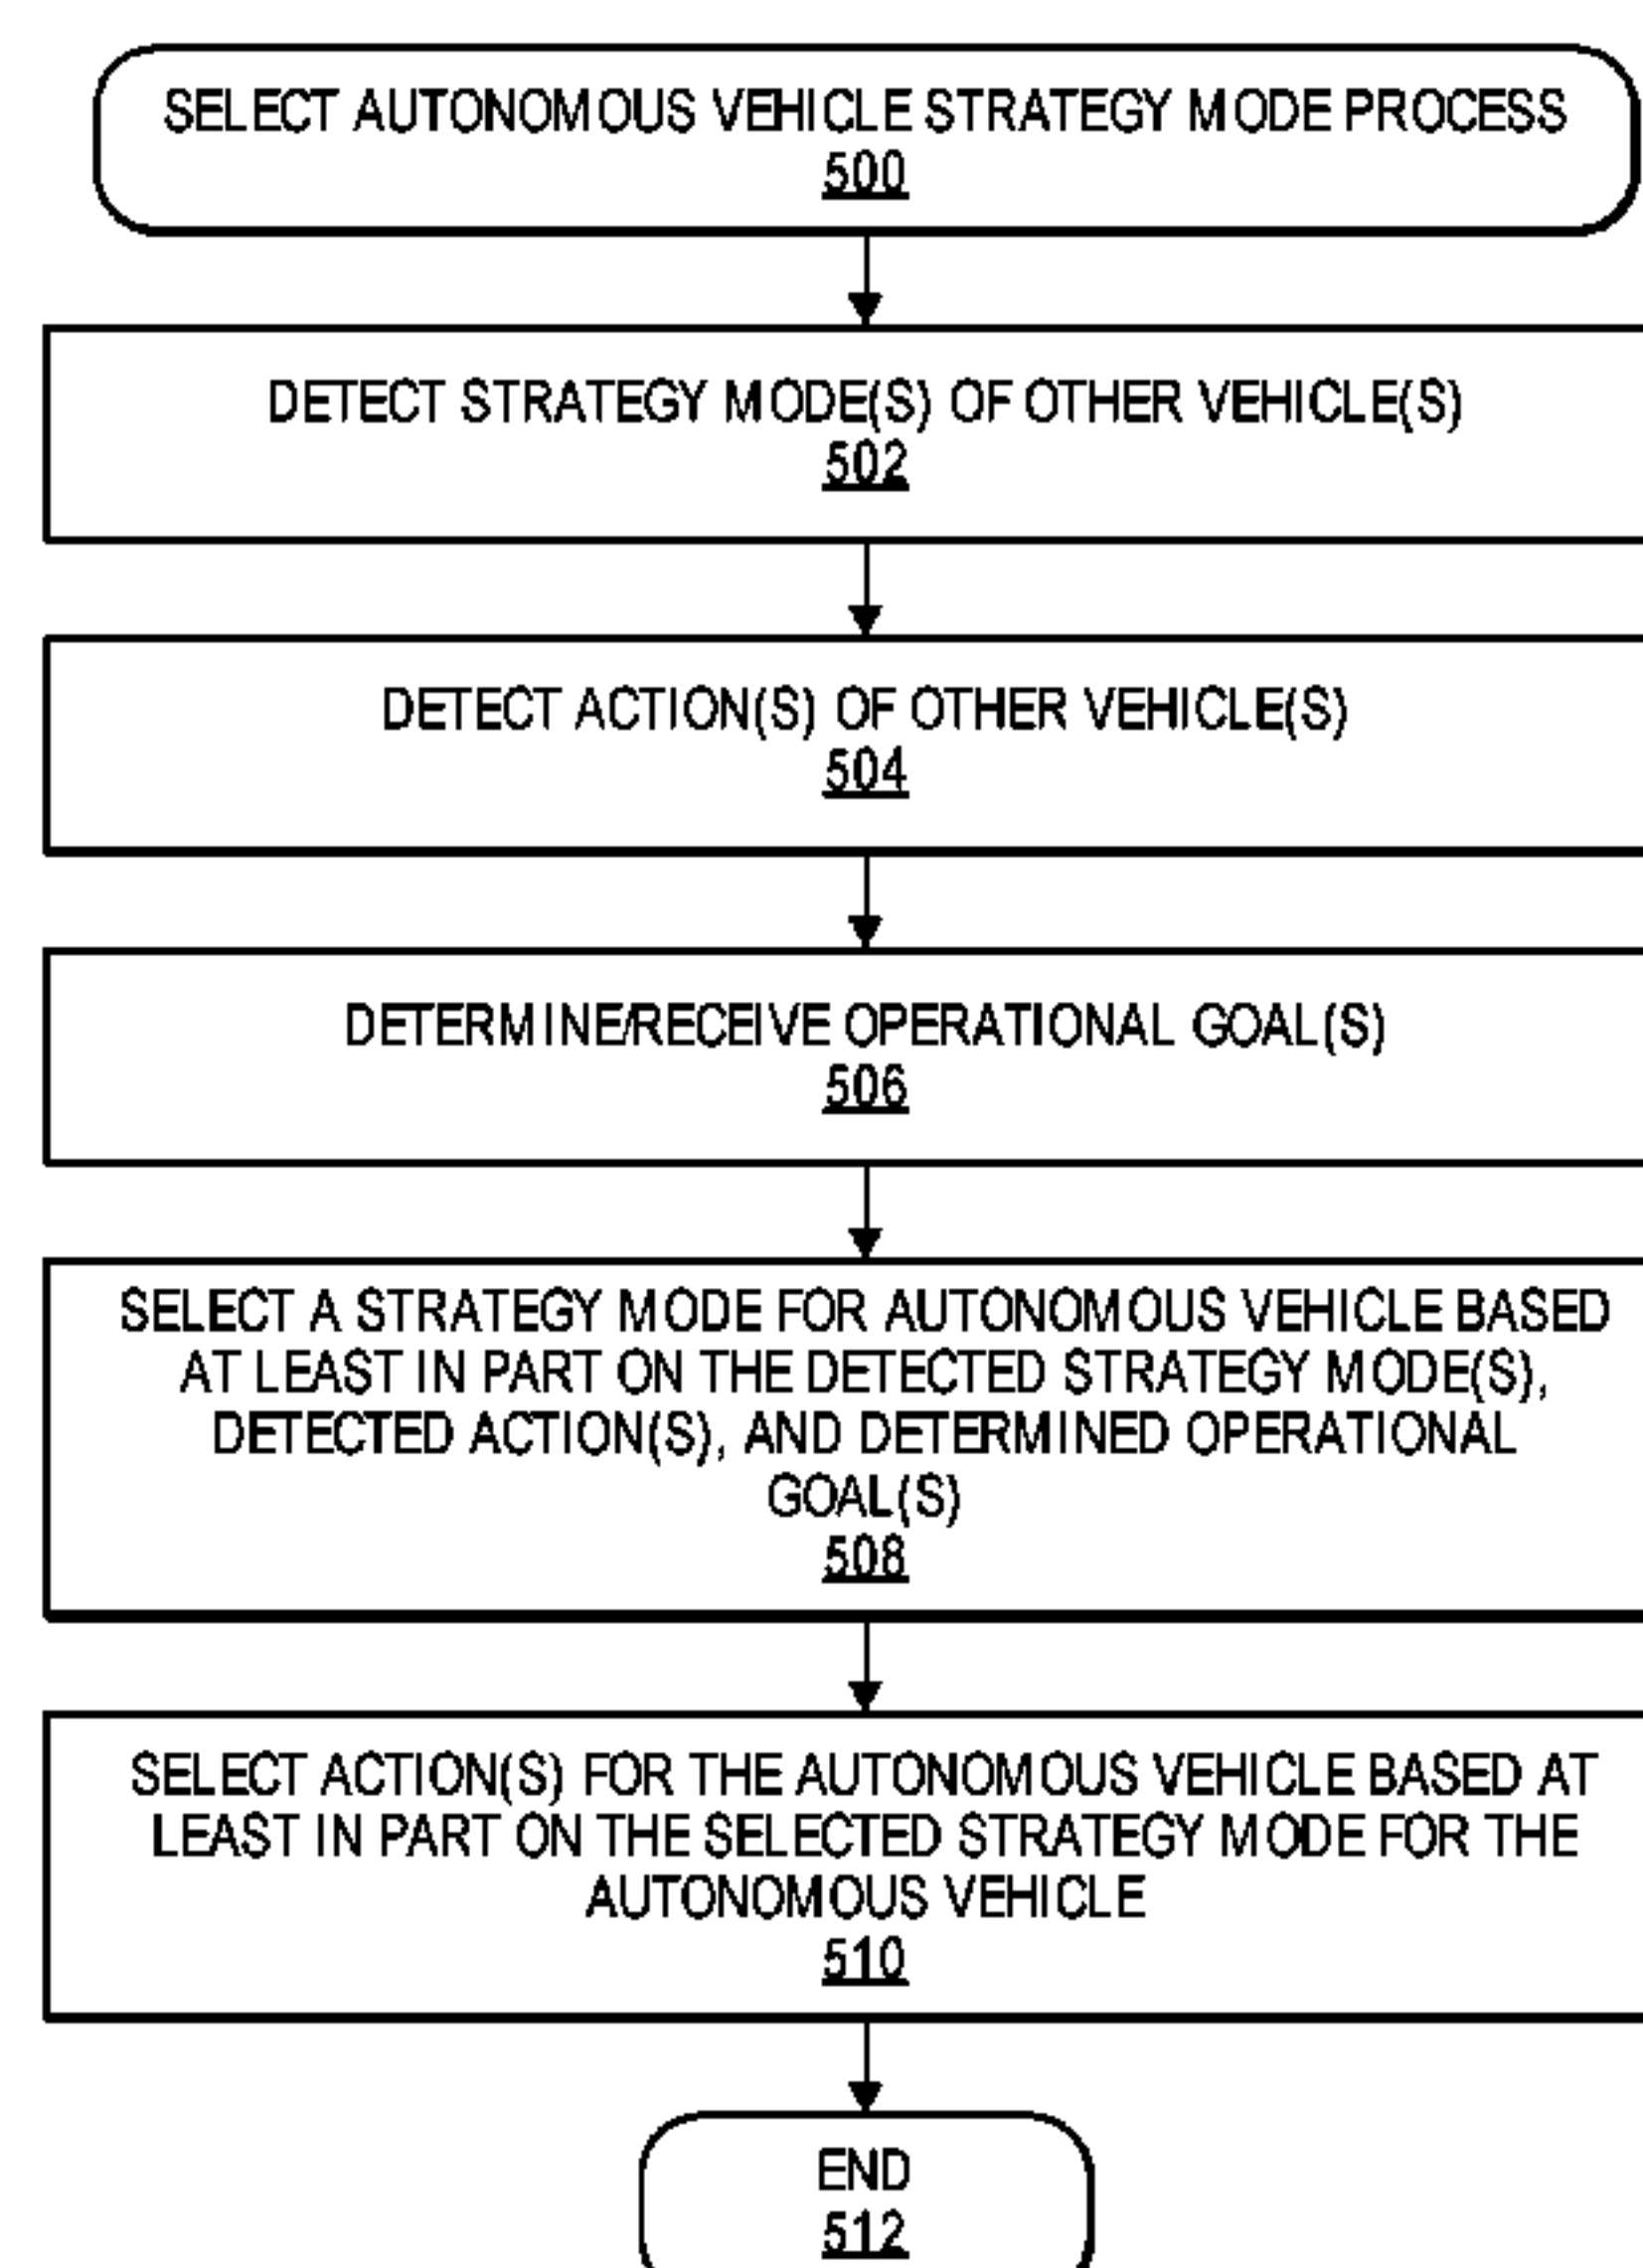 SELECT AUTONOMOUS VEHICLE STRATEGY MODE PROCESS
500
DETECT STRATEGY MODE(S) OF OTHER VEHICLE(S)
502
DETECT ACTION(S) OF OTHER VEHICLE(S)
504
DETERMINE/RECEIVE OPERATIONAL GOAL(S)
506
SELECT A STRATEGY MODE FOR AUTONOMOUS VEHICLE BASED
AT LEAST IN PART ON THE DETECTED STRATEGY MODE(S),
DETECTED ACTION(S), AND DETERMINED OPERATIONAL
GOAL(S)
508
SELECT ACTION(S) FOR THE AUTONOMOUS VEHICLE BASED AT
LEAST IN PART ON THE SELECTED STRATEGY MODE FOR THE
AUTONOMOUS VEHICLE
510
END
512